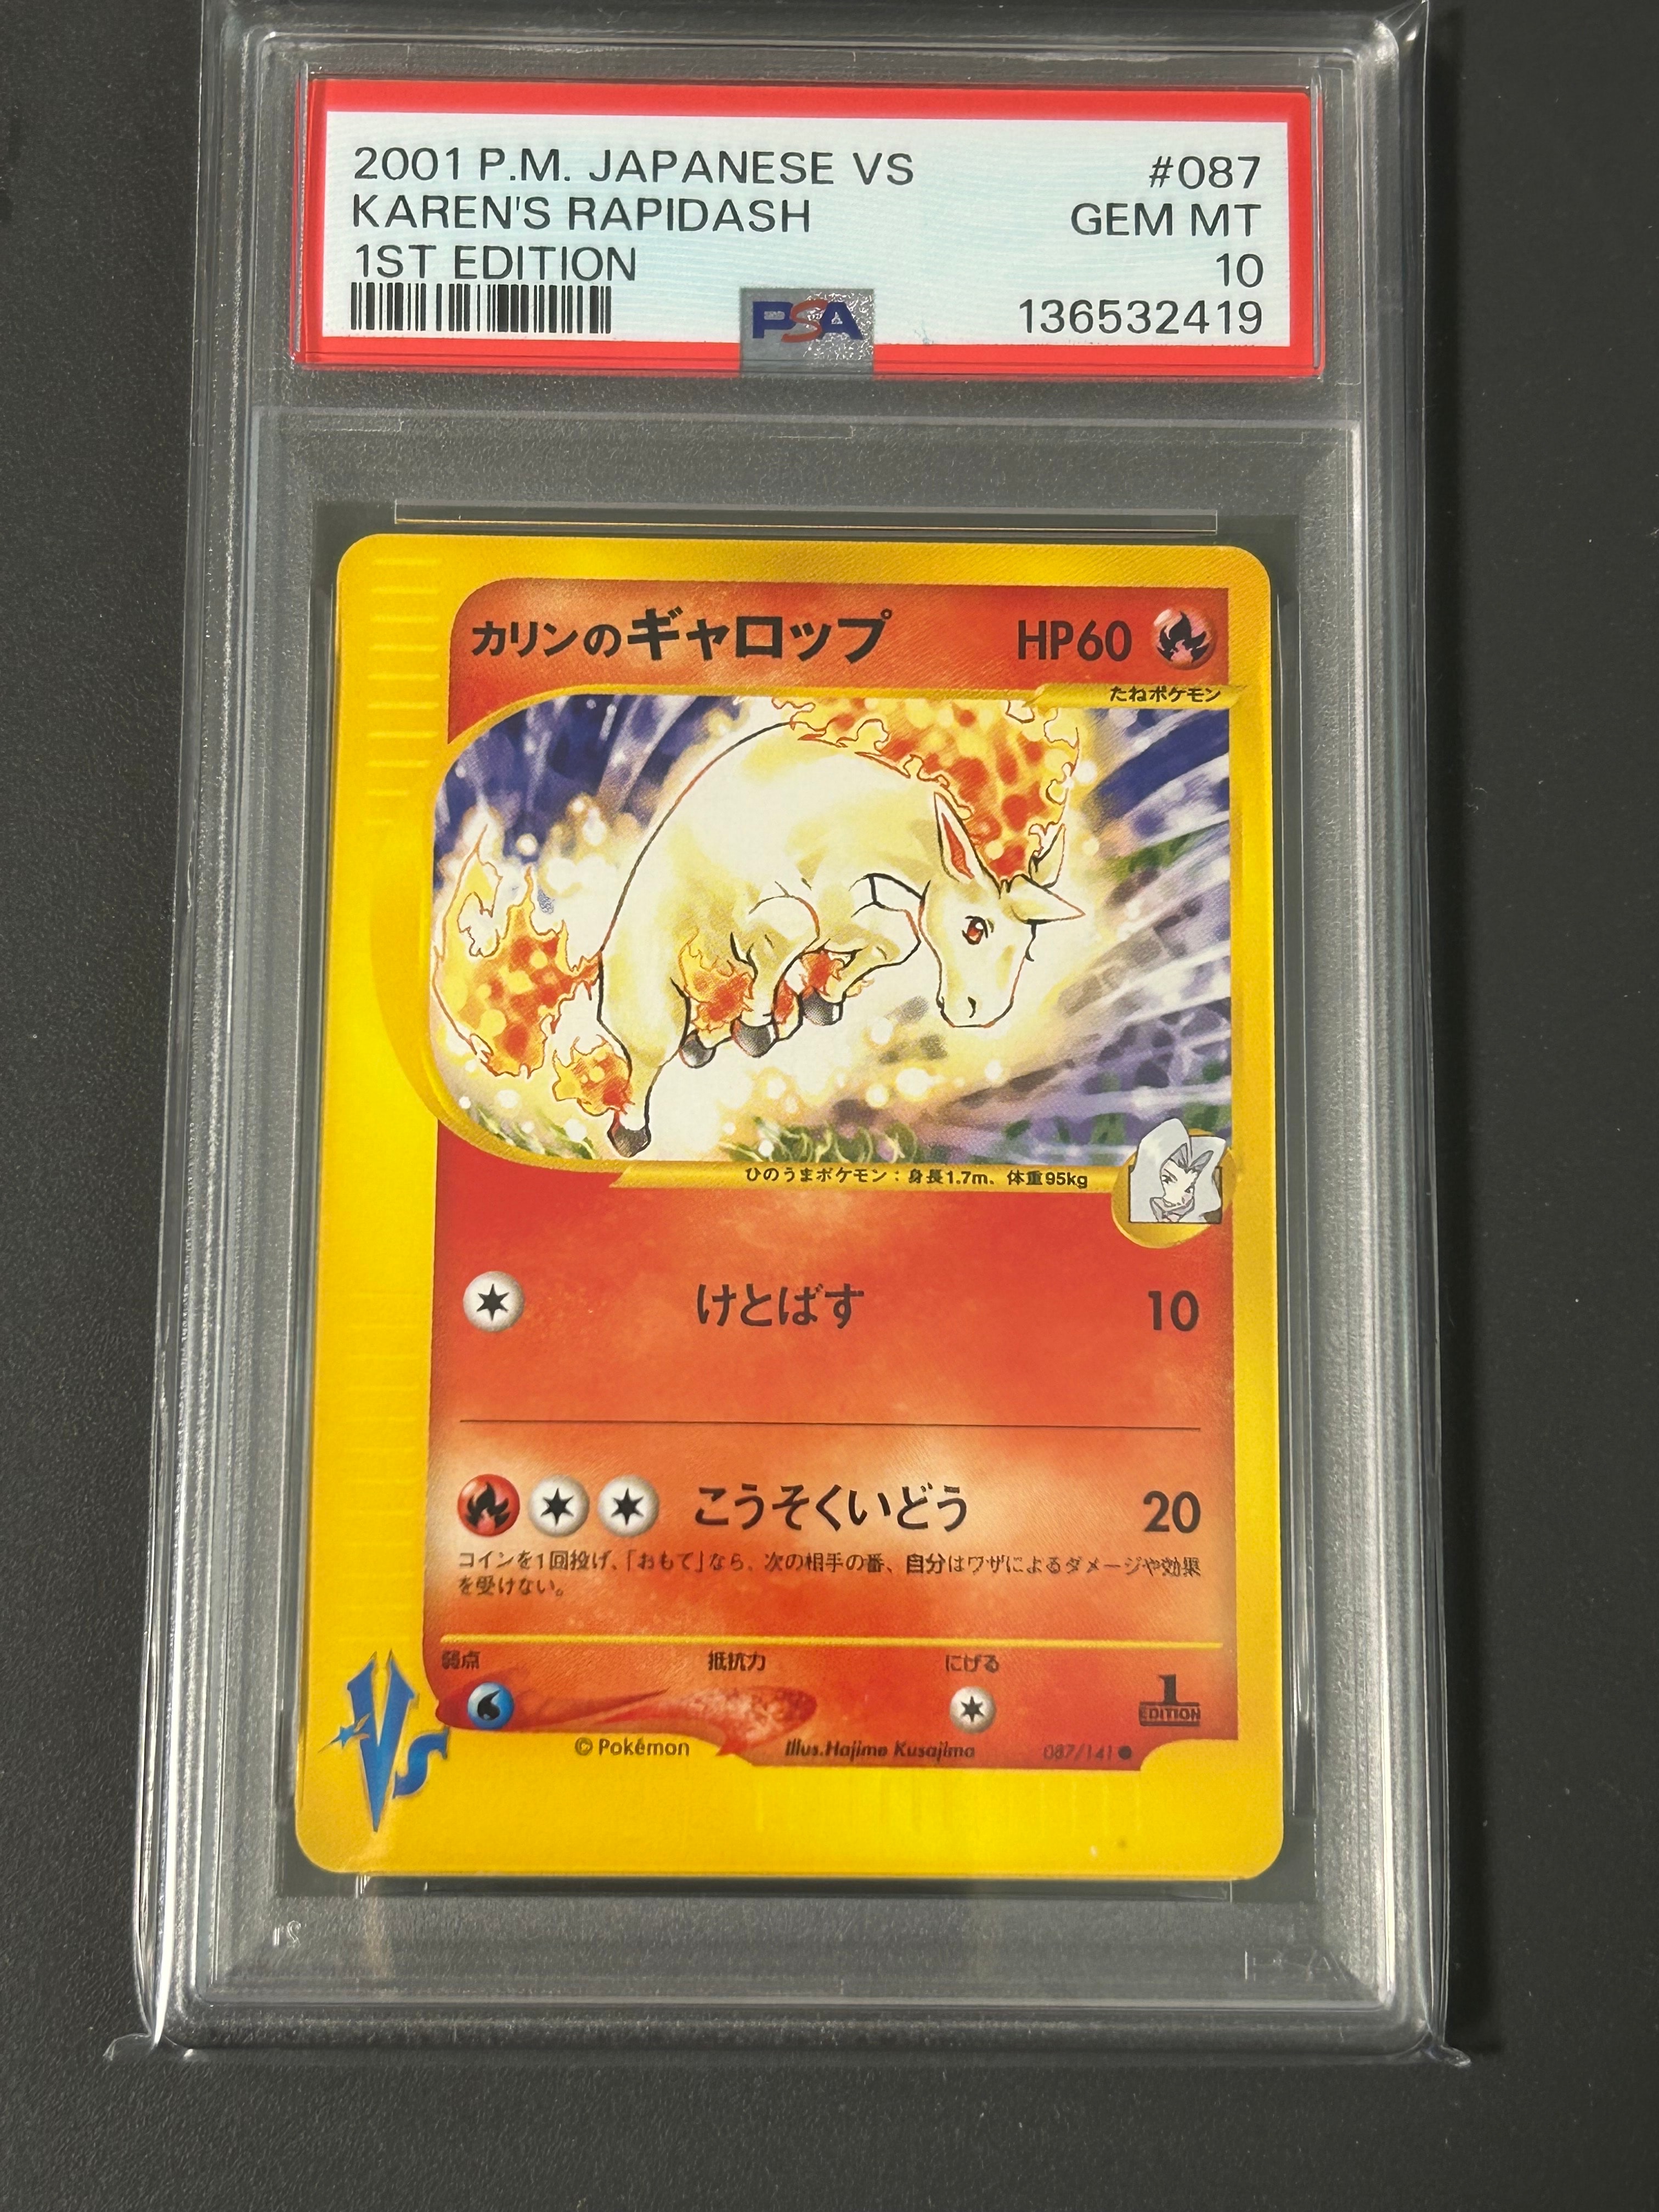 2001 P.M. JAPANESE VS #087
KAREN'S RAPIDASH GEM MT
1ST EDITION 10
PSA 136532419
カリンのギャロップ HP60
たねポケモン
ひのうまポケモン：身長1.7m、体重95kg
けとばす 10
こうそくいどう 20
コインを1回投げ、「おもて」なら、次の相手の番、自分はワザによるダメージや効果
を受けない。
弱点 抵抗力 にげる
1
EDITION
Vs
© Pokémon Illus.Hajime Kusajima 087/141●
PSA